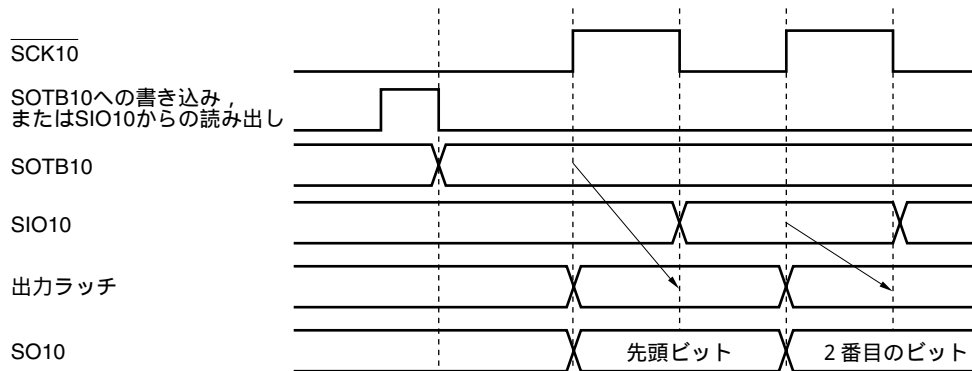 SCK10
SOTB10への書き込み,
またはSIO10からの読み出し
SOTB10
SIO10
出力ラッチ
SO10
先頭ビット
2番目のビット